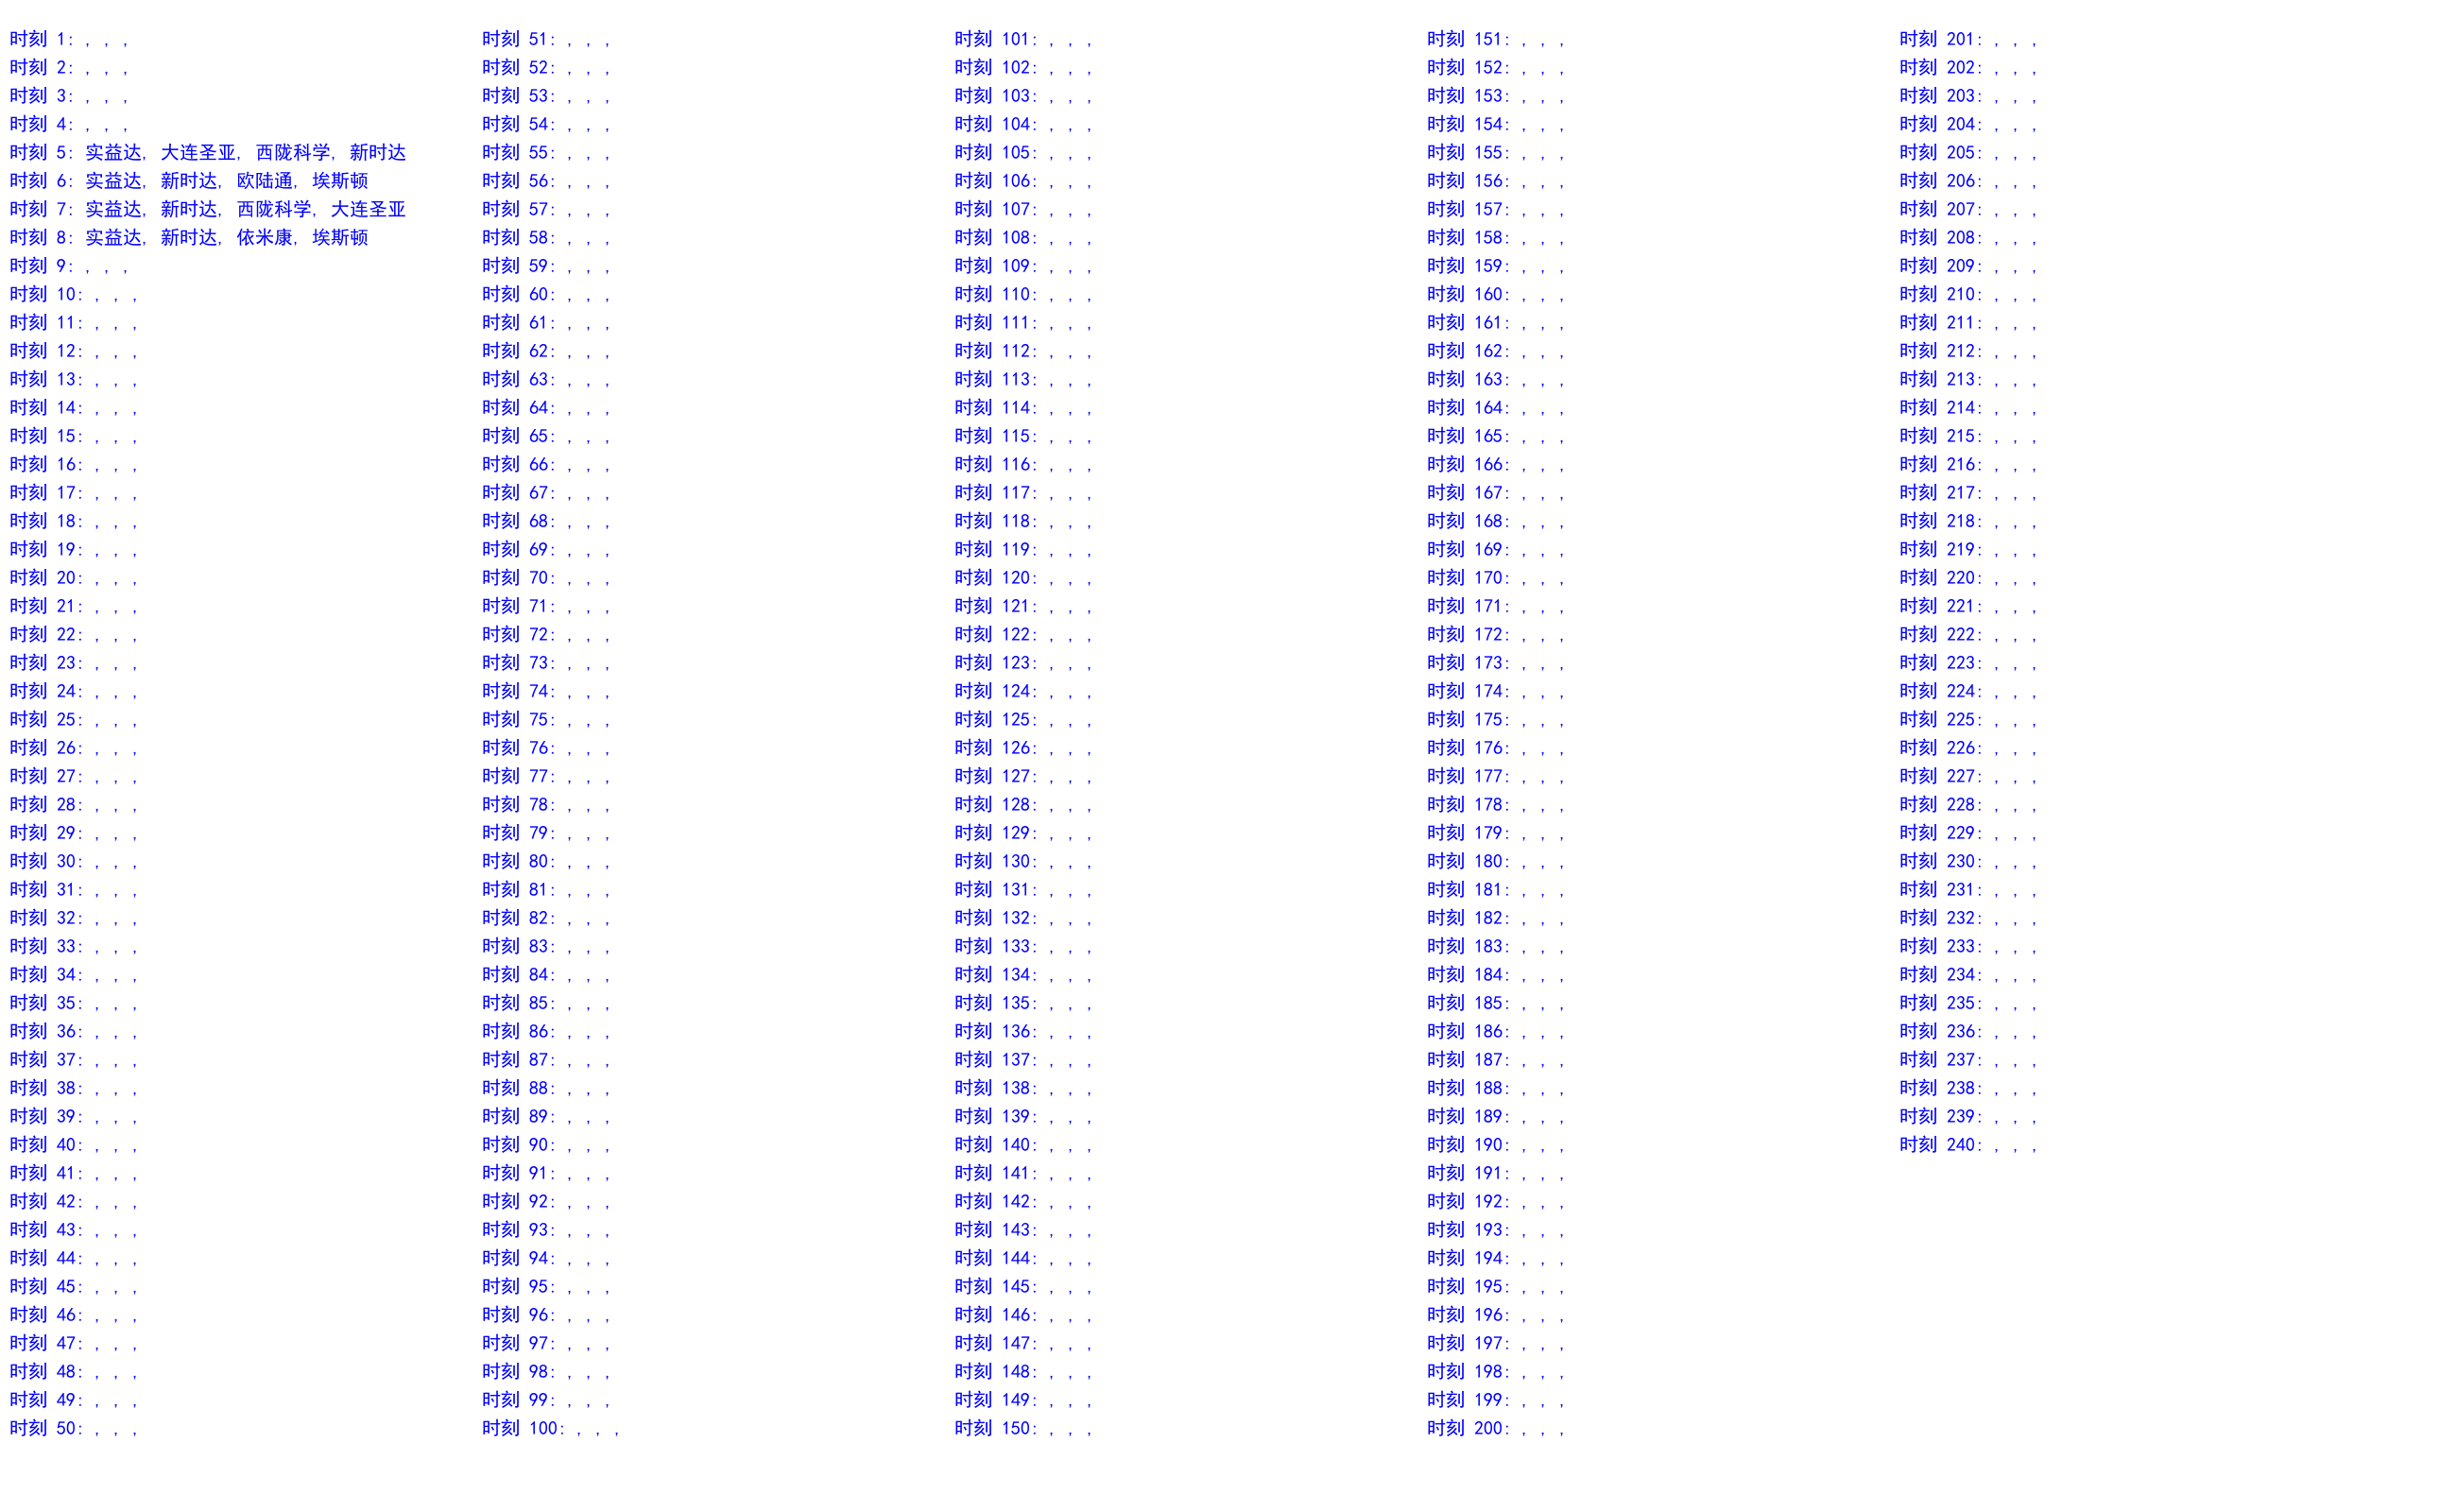 时刻 1: , , ,
时刻 2: , , ,
时刻 3: , , ,
时刻 4: , , ,
时刻 5: 实益达, 大连圣亚, 西陇科学, 新时达
时刻 6: 实益达, 新时达, 欧陆通, 埃斯顿
时刻 7: 实益达, 新时达, 西陇科学, 大连圣亚
时刻 8: 实益达, 新时达, 依米康, 埃斯顿
时刻 9: , , ,
时刻 10: , , ,
时刻 11: , , ,
时刻 12: , , ,
时刻 13: , , ,
时刻 14: , , ,
时刻 15: , , ,
时刻 16: , , ,
时刻 17: , , ,
时刻 18: , , ,
时刻 19: , , ,
时刻 20: , , ,
时刻 21: , , ,
时刻 22: , , ,
时刻 23: , , ,
时刻 24: , , ,
时刻 25: , , ,
时刻 26: , , ,
时刻 27: , , ,
时刻 28: , , ,
时刻 29: , , ,
时刻 30: , , ,
时刻 31: , , ,
时刻 32: , , ,
时刻 33: , , ,
时刻 34: , , ,
时刻 35: , , ,
时刻 36: , , ,
时刻 37: , , ,
时刻 38: , , ,
时刻 39: , , ,
时刻 40: , , ,
时刻 41: , , ,
时刻 42: , , ,
时刻 43: , , ,
时刻 44: , , ,
时刻 45: , , ,
时刻 46: , , ,
时刻 47: , , ,
时刻 48: , , ,
时刻 49: , , ,
时刻 50: , , ,
时刻 51: , , ,
时刻 52: , , ,
时刻 53: , , ,
时刻 54: , , ,
时刻 55: , , ,
时刻 56: , , ,
时刻 57: , , ,
时刻 58: , , ,
时刻 59: , , ,
时刻 60: , , ,
时刻 61: , , ,
时刻 62: , , ,
时刻 63: , , ,
时刻 64: , , ,
时刻 65: , , ,
时刻 66: , , ,
时刻 67: , , ,
时刻 68: , , ,
时刻 69: , , ,
时刻 70: , , ,
时刻 71: , , ,
时刻 72: , , ,
时刻 73: , , ,
时刻 74: , , ,
时刻 75: , , ,
时刻 76: , , ,
时刻 77: , , ,
时刻 78: , , ,
时刻 79: , , ,
时刻 80: , , ,
时刻 81: , , ,
时刻 82: , , ,
时刻 83: , , ,
时刻 84: , , ,
时刻 85: , , ,
时刻 86: , , ,
时刻 87: , , ,
时刻 88: , , ,
时刻 89: , , ,
时刻 90: , , ,
时刻 91: , , ,
时刻 92: , , ,
时刻 93: , , ,
时刻 94: , , ,
时刻 95: , , ,
时刻 96: , , ,
时刻 97: , , ,
时刻 98: , , ,
时刻 99: , , ,
时刻 100: , , ,
时刻 101: , , ,
时刻 102: , , ,
时刻 103: , , ,
时刻 104: , , ,
时刻 105: , , ,
时刻 106: , , ,
时刻 107: , , ,
时刻 108: , , ,
时刻 109: , , ,
时刻 110: , , ,
时刻 111: , , ,
时刻 112: , , ,
时刻 113: , , ,
时刻 114: , , ,
时刻 115: , , ,
时刻 116: , , ,
时刻 117: , , ,
时刻 118: , , ,
时刻 119: , , ,
时刻 120: , , ,
时刻 121: , , ,
时刻 122: , , ,
时刻 123: , , ,
时刻 124: , , ,
时刻 125: , , ,
时刻 126: , , ,
时刻 127: , , ,
时刻 128: , , ,
时刻 129: , , ,
时刻 130: , , ,
时刻 131: , , ,
时刻 132: , , ,
时刻 133: , , ,
时刻 134: , , ,
时刻 135: , , ,
时刻 136: , , ,
时刻 137: , , ,
时刻 138: , , ,
时刻 139: , , ,
时刻 140: , , ,
时刻 141: , , ,
时刻 142: , , ,
时刻 143: , , ,
时刻 144: , , ,
时刻 145: , , ,
时刻 146: , , ,
时刻 147: , , ,
时刻 148: , , ,
时刻 149: , , ,
时刻 150: , , ,
时刻 151: , , ,
时刻 152: , , ,
时刻 153: , , ,
时刻 154: , , ,
时刻 155: , , ,
时刻 156: , , ,
时刻 157: , , ,
时刻 158: , , ,
时刻 159: , , ,
时刻 160: , , ,
时刻 161: , , ,
时刻 162: , , ,
时刻 163: , , ,
时刻 164: , , ,
时刻 165: , , ,
时刻 166: , , ,
时刻 167: , , ,
时刻 168: , , ,
时刻 169: , , ,
时刻 170: , , ,
时刻 171: , , ,
时刻 172: , , ,
时刻 173: , , ,
时刻 174: , , ,
时刻 175: , , ,
时刻 176: , , ,
时刻 177: , , ,
时刻 178: , , ,
时刻 179: , , ,
时刻 180: , , ,
时刻 181: , , ,
时刻 182: , , ,
时刻 183: , , ,
时刻 184: , , ,
时刻 185: , , ,
时刻 186: , , ,
时刻 187: , , ,
时刻 188: , , ,
时刻 189: , , ,
时刻 190: , , ,
时刻 191: , , ,
时刻 192: , , ,
时刻 193: , , ,
时刻 194: , , ,
时刻 195: , , ,
时刻 196: , , ,
时刻 197: , , ,
时刻 198: , , ,
时刻 199: , , ,
时刻 200: , , ,
时刻 201: , , ,
时刻 202: , , ,
时刻 203: , , ,
时刻 204: , , ,
时刻 205: , , ,
时刻 206: , , ,
时刻 207: , , ,
时刻 208: , , ,
时刻 209: , , ,
时刻 210: , , ,
时刻 211: , , ,
时刻 212: , , ,
时刻 213: , , ,
时刻 214: , , ,
时刻 215: , , ,
时刻 216: , , ,
时刻 217: , , ,
时刻 218: , , ,
时刻 219: , , ,
时刻 220: , , ,
时刻 221: , , ,
时刻 222: , , ,
时刻 223: , , ,
时刻 224: , , ,
时刻 225: , , ,
时刻 226: , , ,
时刻 227: , , ,
时刻 228: , , ,
时刻 229: , , ,
时刻 230: , , ,
时刻 231: , , ,
时刻 232: , , ,
时刻 233: , , ,
时刻 234: , , ,
时刻 235: , , ,
时刻 236: , , ,
时刻 237: , , ,
时刻 238: , , ,
时刻 239: , , ,
时刻 240: , , ,